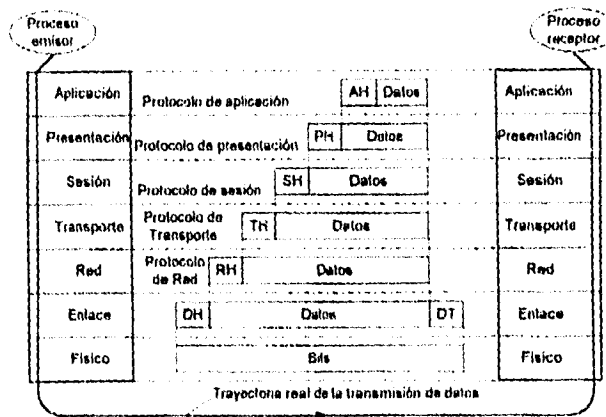 Proceso emisor
Proceso receptor
Aplicación
Protocolo de aplicación
AH
Datos
Aplicación
Presentación
Protocolo de presentación
PH
Datos
Presentación
Sesión
Protocolo de sesión
SH
Datos
Sesión
Transporte
Protocolo de Transporte
TH
Datos
Transporte
Red
Protocolo de Red
RH
Datos
Red
Enlace
DH
Datos
DT
Enlace
Físico
Bits
Físico
Trayectoria real de la transmisión de datos